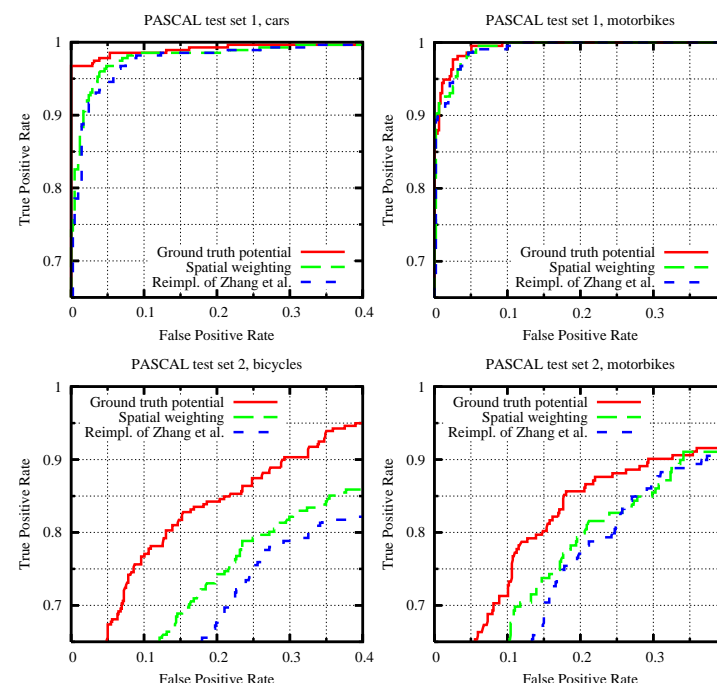 PASCAL test set 1, cars
1
0.9
0.8
0.7
True Positive Rate
Ground truth potential
Spatial weighting
Reimpl. of Zhang et al.
0 0.1 0.2 0.3 0.4
False Positive Rate
PASCAL test set 1, motorbikes
1
0.9
0.8
0.7
True Positive Rate
Ground truth potential
Spatial weighting
Reimpl. of Zhang et al.
0 0.1 0.2 0.3
False Positive Rate
PASCAL test set 2, bicycles
1
0.9
0.8
0.7
True Positive Rate
Ground truth potential
Spatial weighting
Reimpl. of Zhang et al.
0 0.1 0.2 0.3 0.4
False Positive Rate
PASCAL test set 2, motorbikes
1
0.9
0.8
0.7
True Positive Rate
Ground truth potential
Spatial weighting
Reimpl. of Zhang et al.
0 0.1 0.2 0.3
False Positive Rate